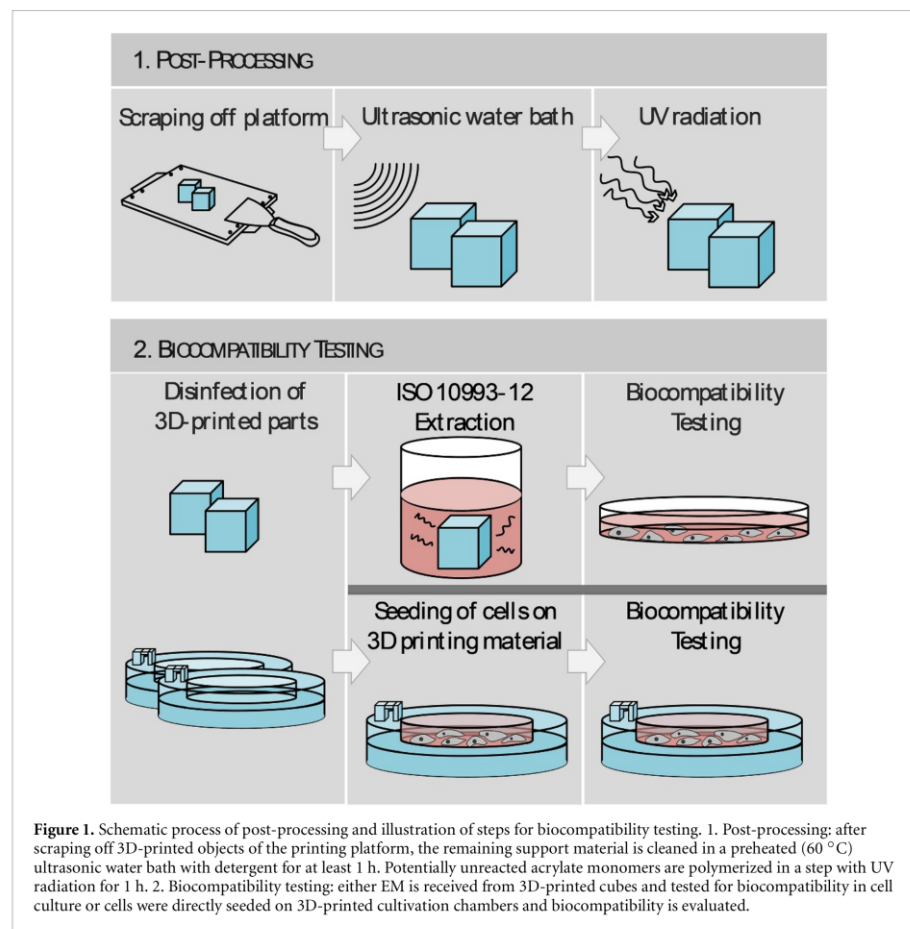 1. POST-PROCESSING
Scraping off platform
Ultrasonic water bath
UV radiation
2. BIOCOMPATIBILITY TESTING
Disinfection of
3D-printed parts
ISO 10993-12
Extraction
Biocompatibility
Testing
Seeding of cells on
3D printing material
Biocompatibility
Testing
Figure 1. Schematic process of post-processing and illustration of steps for biocompatibility testing. 1. Post-processing: after
scraping off 3D-printed objects of the printing platform, the remaining support material is cleaned in a preheated (60 °C)
ultrasonic water bath with detergent for at least 1 h. Potentially unreacted acrylate monomers are polymerized in a step with UV
radiation for 1 h. 2. Biocompatibility testing: either EM is received from 3D-printed cubes and tested for biocompatibility in cell
culture or cells were directly seeded on 3D-printed cultivation chambers and biocompatibility is evaluated.